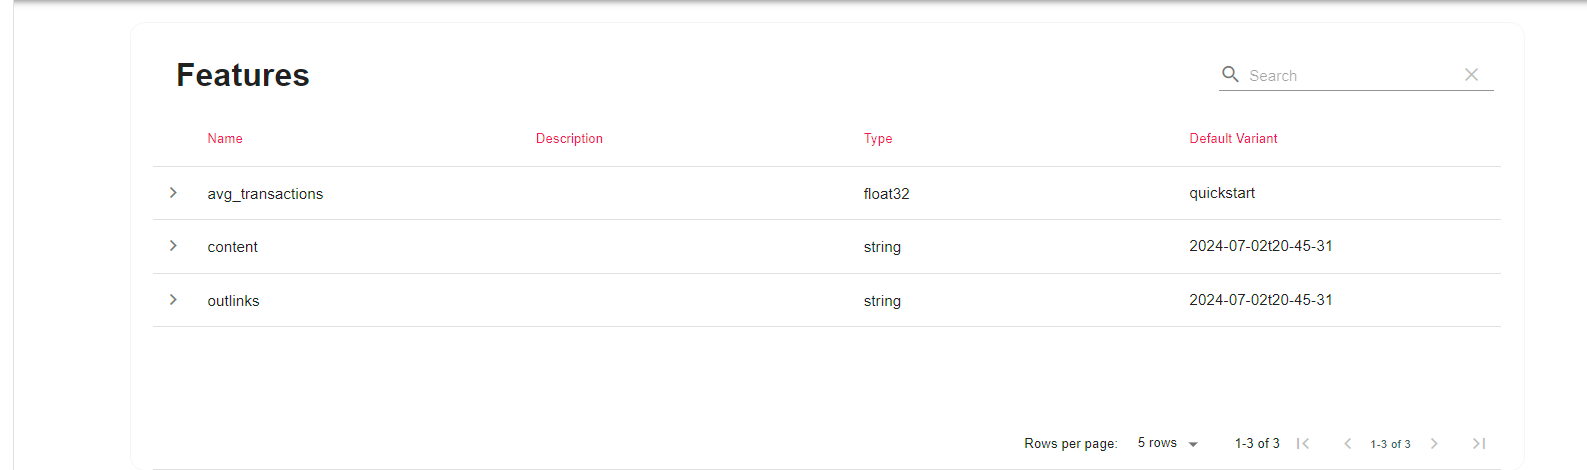 Features
Search
Name Description Type Default Variant
avg_transactions float32 quickstart
content string 2024-07-02t20-45-31
outlinks string 2024-07-02t20-45-31
Rows per page: 5 rows 1-3 of 3 1-3 of 3